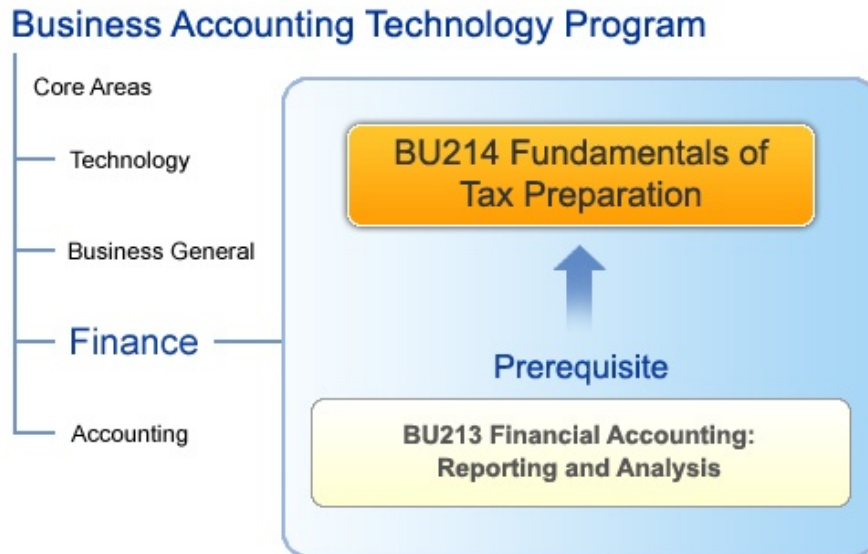 Business Accounting Technology Program
Core Areas
Technology
Business General
Finance
Accounting
BU214 Fundamentals of
Tax Preparation
Prerequisite
BU213 Financial Accounting:
Reporting and Analysis